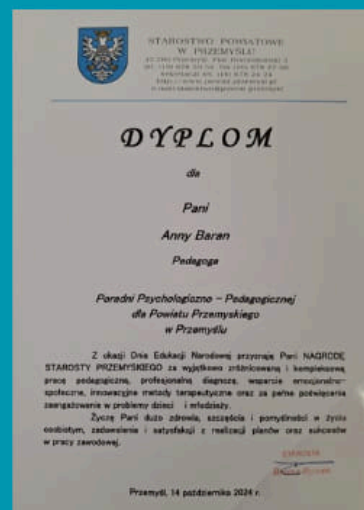 STAROSTWO POWIATOWE
W PRZEMYŚLU
DYPLOM
dla
Pani
Anny Baran
Pedagoga
Poradni Psychologiczno – Pedagogicznej
dla Powiatu Przemyskiego
w Przemyślu
Z okazji Dnia Edukacji Narodowej przyznaję Pani NAGRODĘ
STAROSTY PRZEMYSKIEGO za wyjątkowo zróżnicowaną i kompleksową
pracę pedagogiczną, profesjonalną diagnozę, wsparcie emocjonalno-
społeczne, innowacyjne metody terapeutyczne oraz za pełne poświęcenia
zaangażowanie w problemy dzieci i młodzieży.
Życzę Pani dużo zdrowia, szczęścia i pomyślności w życiu
osobistym, zadowolenia i satysfakcji z realizacji planów oraz sukcesów
w pracy zawodowej.
STAROSTA
Przemyśl, 14 października 2024 r.